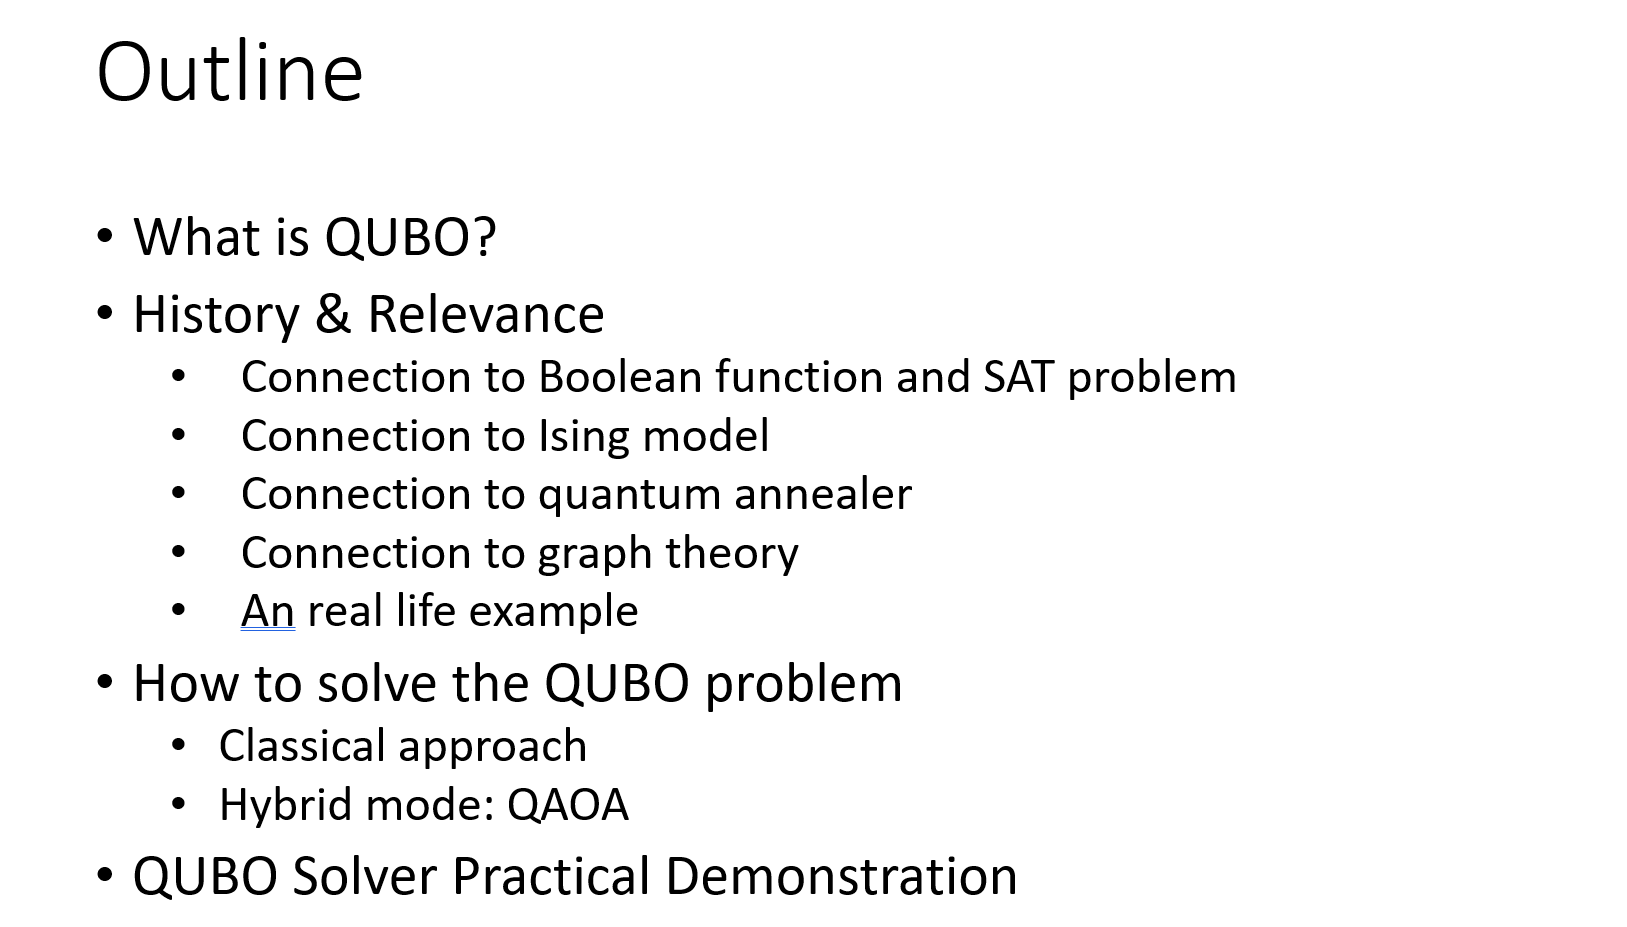 Outline
• What is QUBO?
• History & Relevance
• Connection to Boolean function and SAT problem
• Connection to Ising model
• Connection to quantum annealer
• Connection to graph theory
• An real life example
• How to solve the QUBO problem
• Classical approach
• Hybrid mode: QAOA
• QUBO Solver Practical Demonstration